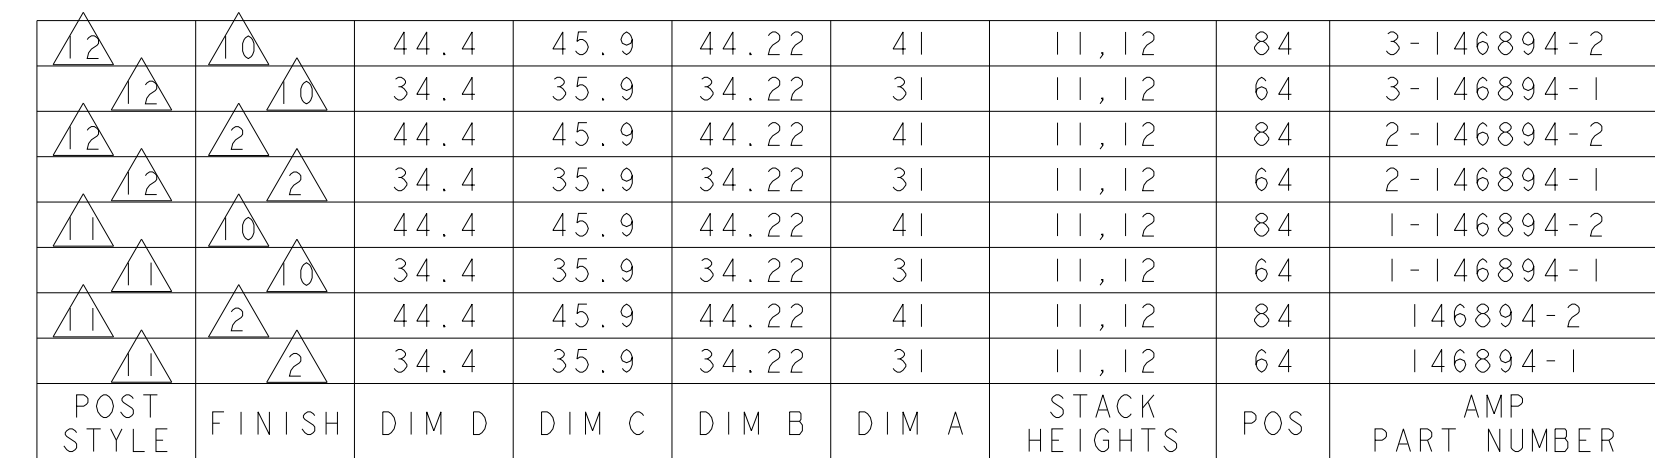 12 10 44.4 45.9 44.22 41 11,12 84 3-146894-2
12 10 34.4 35.9 34.22 31 11,12 64 3-146894-1
12 2 44.4 45.9 44.22 41 11,12 84 2-146894-2
12 2 34.4 35.9 34.22 31 11,12 64 2-146894-1
11 10 44.4 45.9 44.22 41 11,12 84 1-146894-2
11 10 34.4 35.9 34.22 31 11,12 64 1-146894-1
11 2 44.4 45.9 44.22 41 11,12 84 146894-2
11 2 34.4 35.9 34.22 31 11,12 64 146894-1
POST
STYLE
FINISH
DIM D
DIM C
DIM B
DIM A
STACK
HEIGHTS
POS
AMP
PART NUMBER